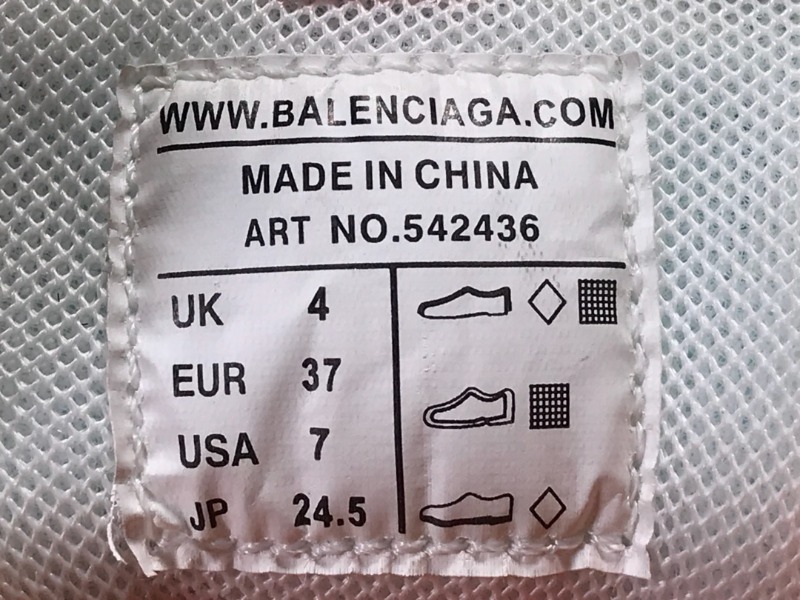 WWW.BALENCIAGA.COM
MADE IN CHINA
ART NO.542436
UK 4
EUR 37
USA 7
JP 24.5